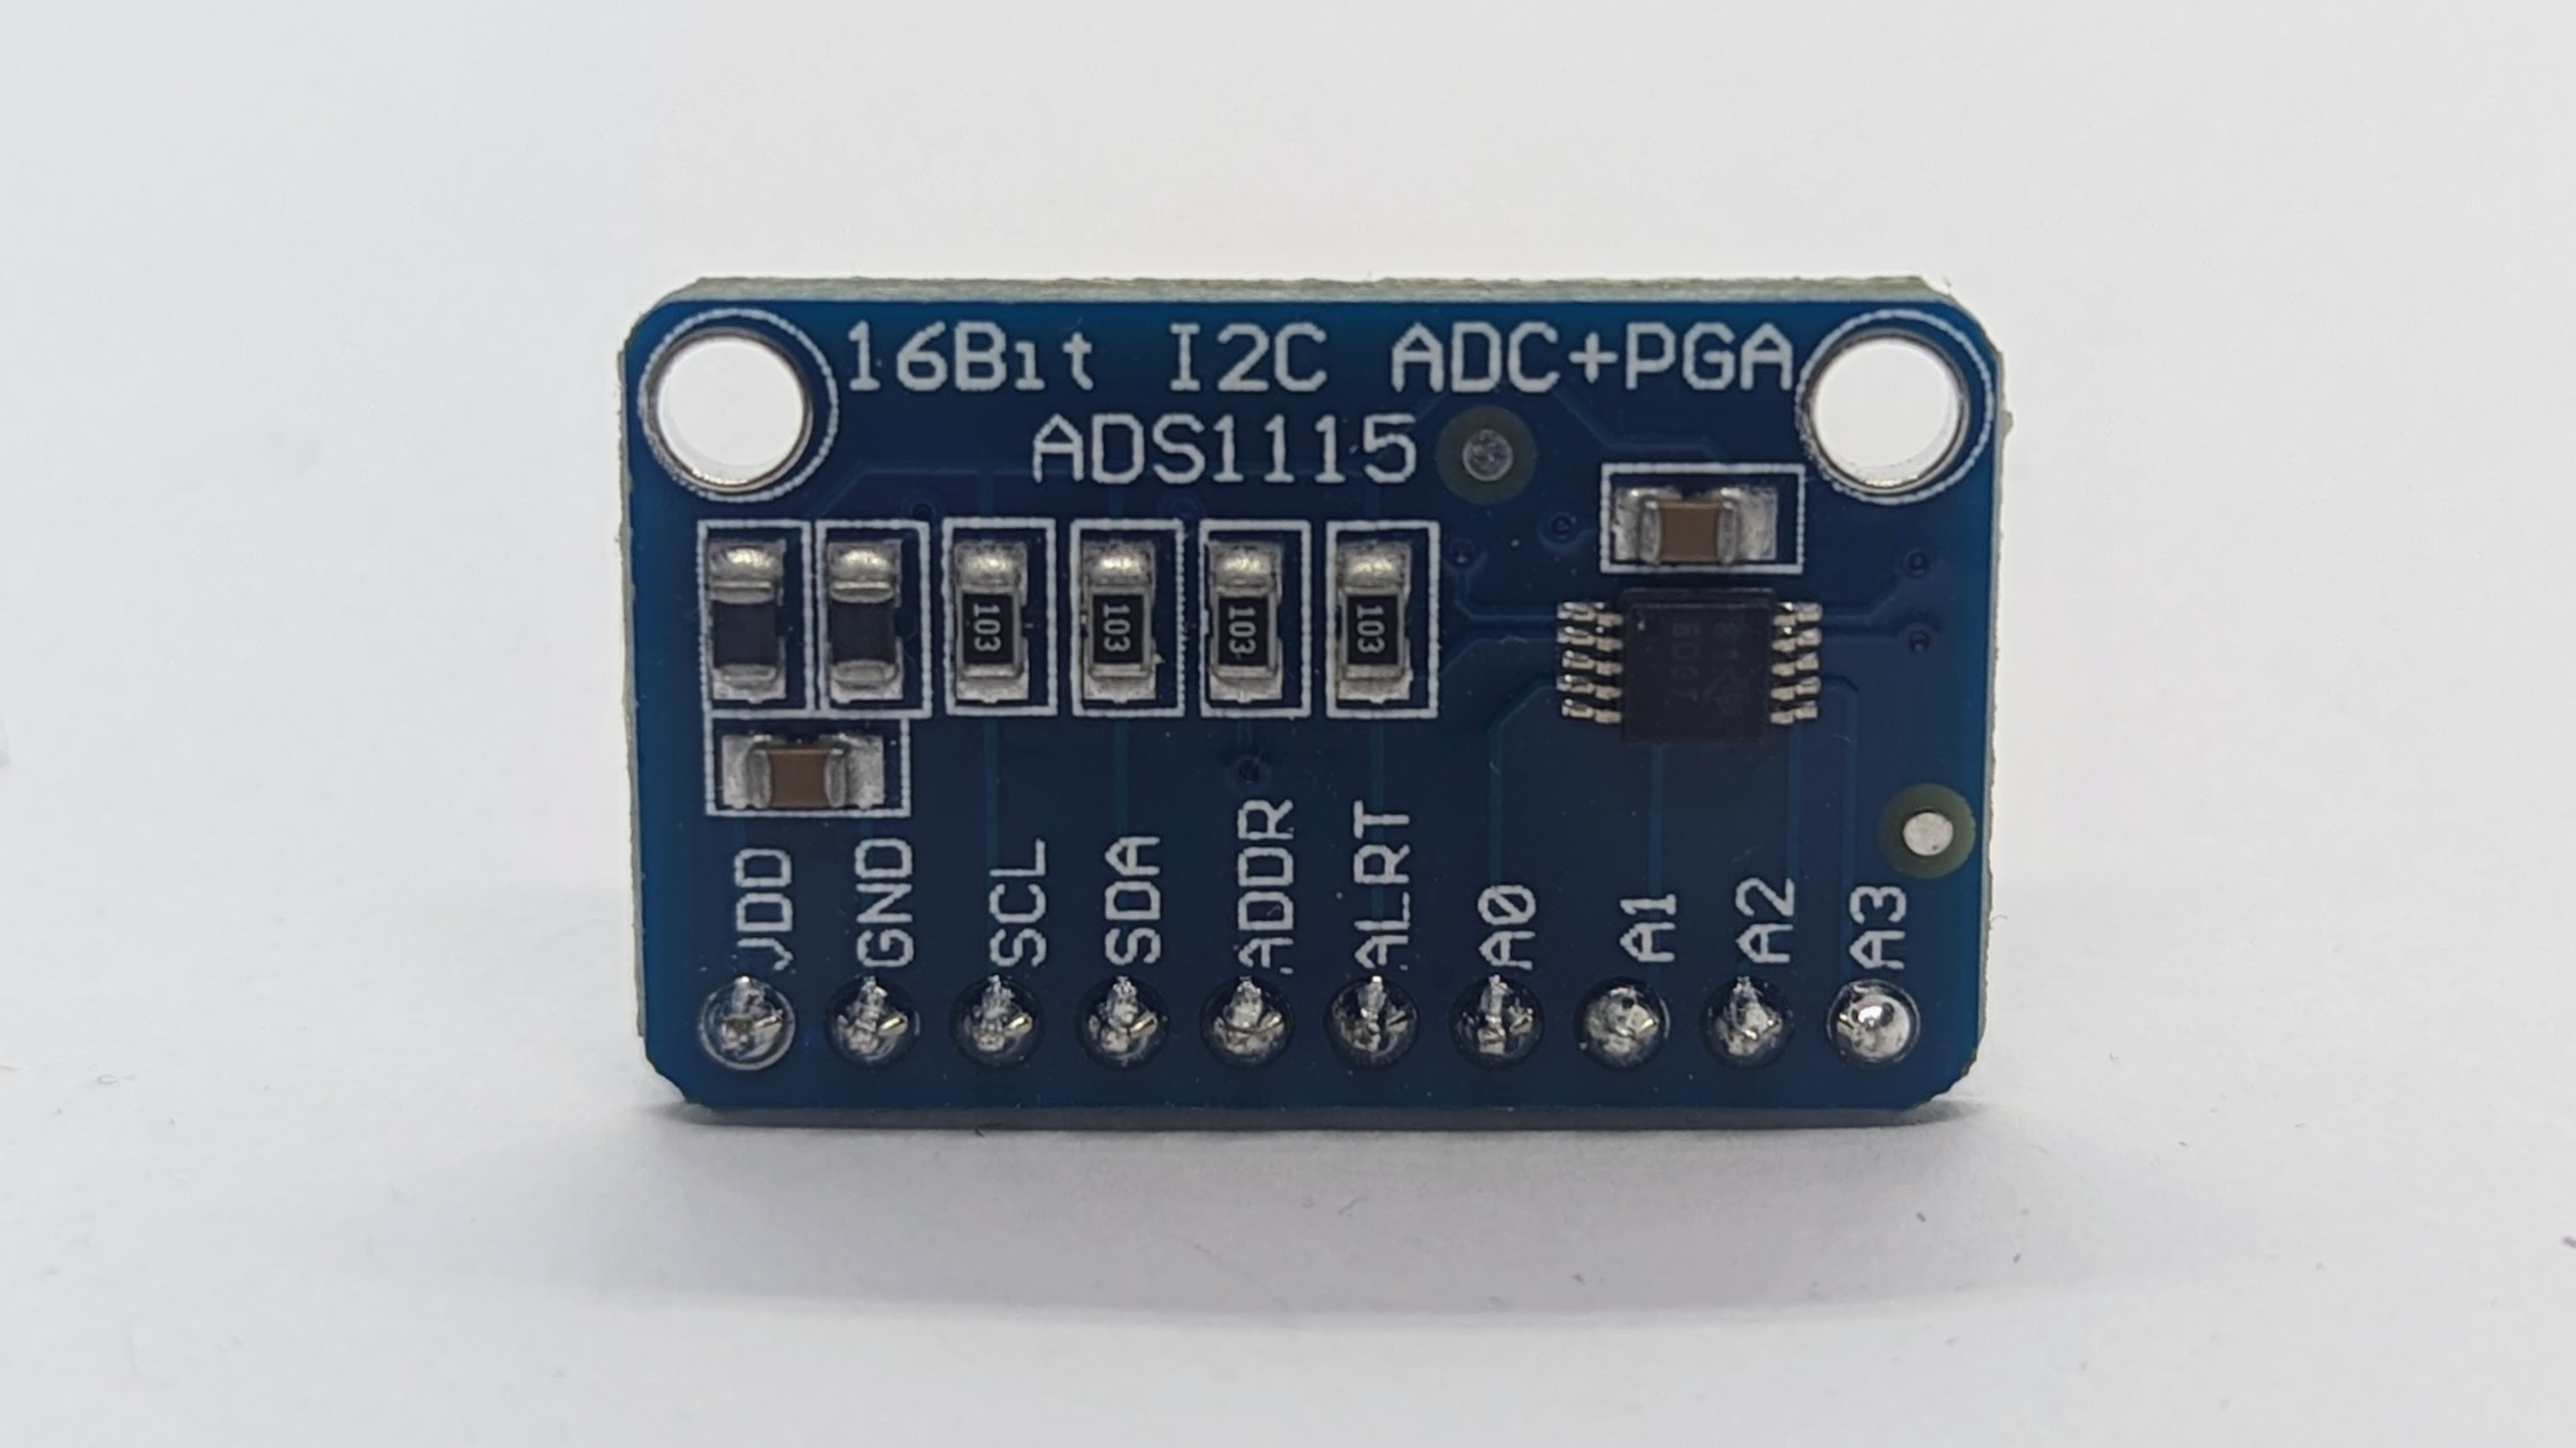 16Bit I2C ADC+PGA
ADS1115
103
103
103
103
VDD
GND
SCL
SDA
ADDR
ALRT
A0
A1
A2
A3